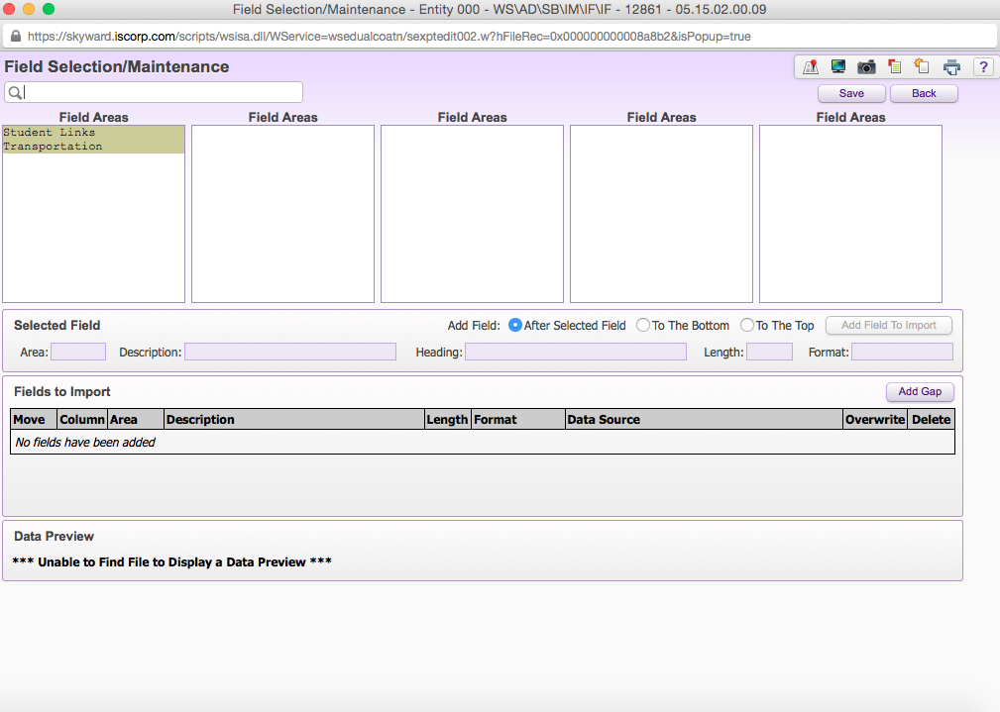 Field Selection/Maintenance - Entity 000 - WS\AD\SB\IM\IF\IF - 12861 - 05.15.02.00.09
https://skyward.iscorp.com/scripts/wsisa.dll/WService=wsedualcoatn/sexptedit002.w?hFileRec=0x000000000008a8b2&isPopup=true
Field Selection/Maintenance
?
Save Back
Field Areas Field Areas Field Areas Field Areas Field Areas
Student Links
Transportation
Selected Field Add Field: After Selected Field To The Bottom To The Top Add Field To Import
Area: Description: Heading: Length: Format:
Fields to Import Add Gap
Move Column Area Description Length Format Data Source Overwrite Delete
No fields have been added
Data Preview
*** Unable to Find File to Display a Data Preview ***